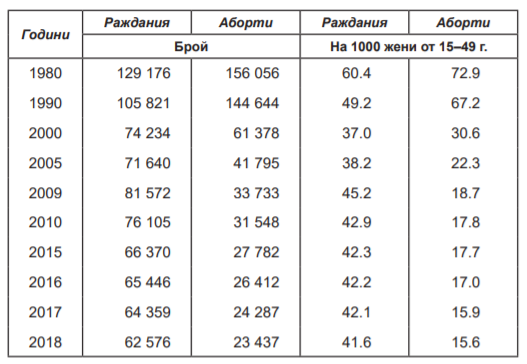 Години Раждания Аборти Раждания Аборти
Брой На 1000 жени от 15–49 г.
1980 129 176 156 056 60.4 72.9
1990 105 821 144 644 49.2 67.2
2000 74 234 61 378 37.0 30.6
2005 71 640 41 795 38.2 22.3
2009 81 572 33 733 45.2 18.7
2010 76 105 31 548 42.9 17.8
2015 66 370 27 782 42.3 17.7
2016 65 446 26 412 42.2 17.0
2017 64 359 24 287 42.1 15.9
2018 62 576 23 437 41.6 15.6